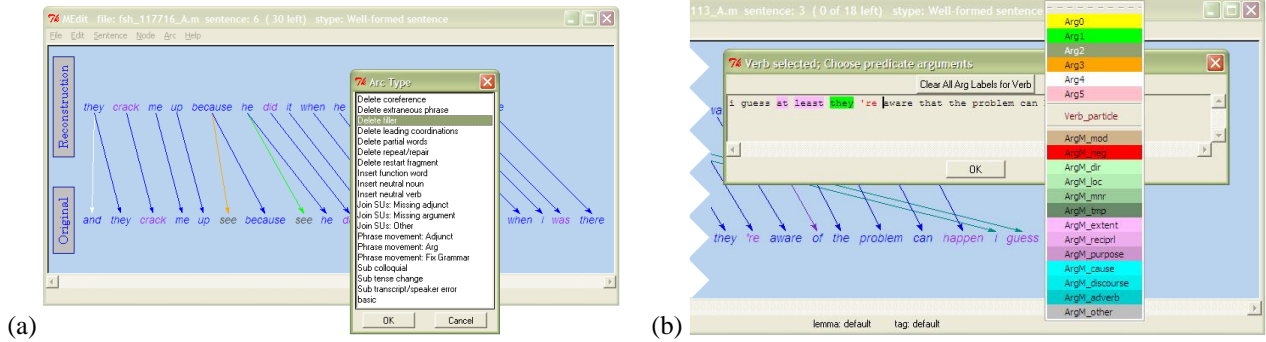 MEdit file: fsh_117716_A.m sentence: 6 ( 30 left) stype: Well-formed sentence
File Edit Sentence Node Arc Help
Reconstruction
they crack me up because he did it when he
Original
and they crack me up see because see he d
when i was there
Arc Type
Delete coreference
Delete extraneous phrase
Delete filler
Delete leading coordinations
Delete partial words
Delete repeat/repair
Delete restart fragment
Insert function word
Insert neutral noun
Insert neutral verb
Join SUs: Missing adjunct
Join SUs: Missing argument
Join SUs: Other
Phrase movement: Adjunct
Phrase movement: Arg
Phrase movement: Fix Grammar
Sub colloquial
Sub tense change
Sub transcript/speaker error
basic
OK Cancel
(a)
113_A.m sentence: 3 ( 0 of 18 left) stype: Well-formed sentence
Verb selected; Choose predicate arguments
Clear All Arg Labels for Verb
i guess at least they 're aware that the problem can
OK
they 're aware of the problem can happen i guess
lemma: default tag: default
Arg0
Arg1
Arg2
Arg3
Arg4
Arg5
Verb_particle
ArgM_mod
ArgM_neg
ArgM_dir
ArgM_loc
ArgM_mnr
ArgM_tmp
ArgM_extent
ArgM_reciprl
ArgM_purpose
ArgM_cause
ArgM_discourse
ArgM_adverb
ArgM_other
(b)